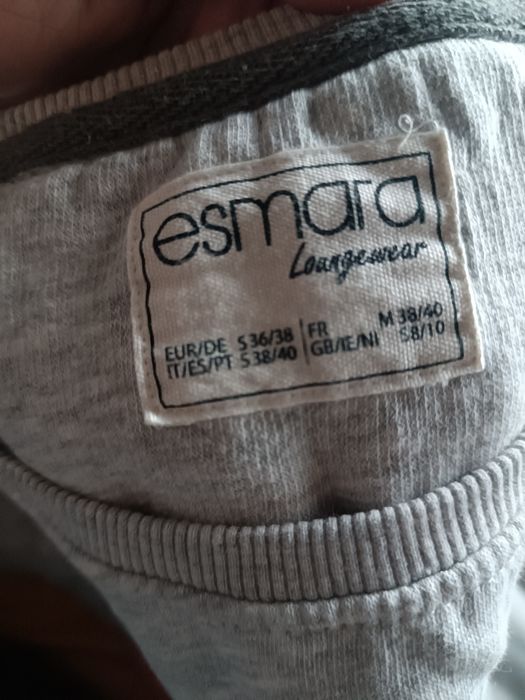 esmara
Loungewear
EUR/DE S 36/38 | FR M 38/40
IT/ES/PT S 38/40 | GB/IE/NI S 8/10